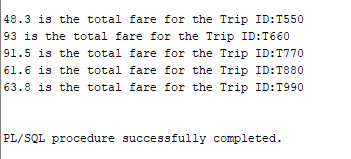 48.3 is the total fare for the Trip ID:T550
93 is the total fare for the Trip ID:T660
91.5 is the total fare for the Trip ID:T770
61.6 is the total fare for the Trip ID:T880
63.8 is the total fare for the Trip ID:T990
PL/SQL procedure successfully completed.